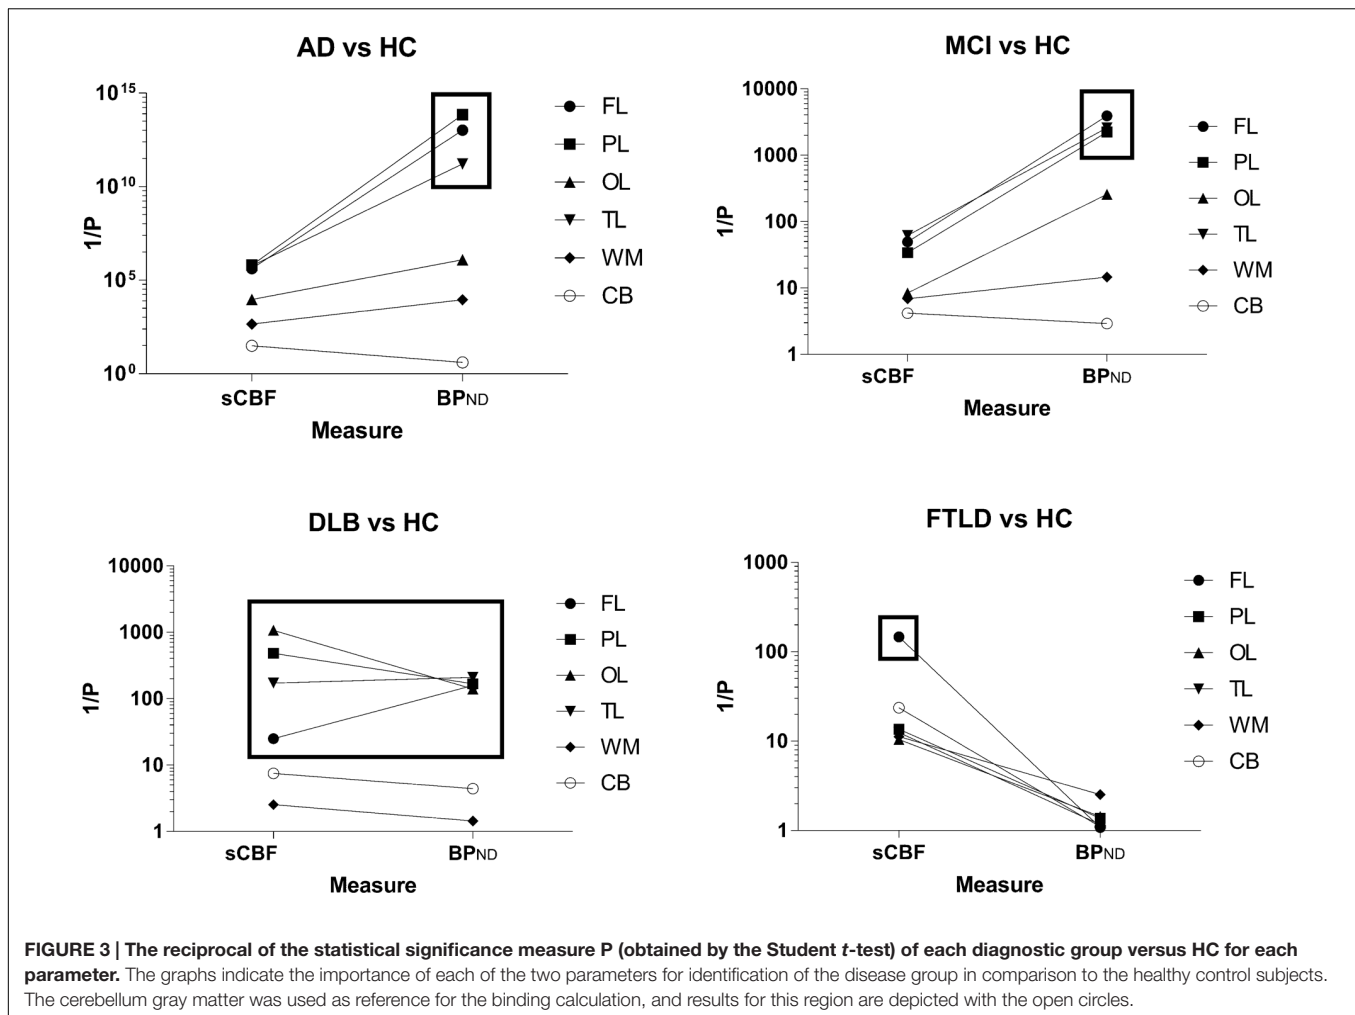 AD vs HC
10^15
10^10
10^5
10^0
1/P
sCBF
BPND
Measure
FL
PL
OL
TL
WM
CB
MCI vs HC
10000
1000
100
10
1
1/P
sCBF
BPND
Measure
FL
PL
OL
TL
WM
CB
DLB vs HC
10000
1000
100
10
1
1/P
sCBF
BPND
Measure
FL
PL
OL
TL
WM
CB
FTLD vs HC
1000
100
10
1
1/P
sCBF
BPND
Measure
FL
PL
OL
TL
WM
CB
FIGURE 3 | The reciprocal of the statistical significance measure P (obtained by the Student t-test) of each diagnostic group versus HC for each
parameter. The graphs indicate the importance of each of the two parameters for identification of the disease group in comparison to the healthy control subjects.
The cerebellum gray matter was used as reference for the binding calculation, and results for this region are depicted with the open circles.